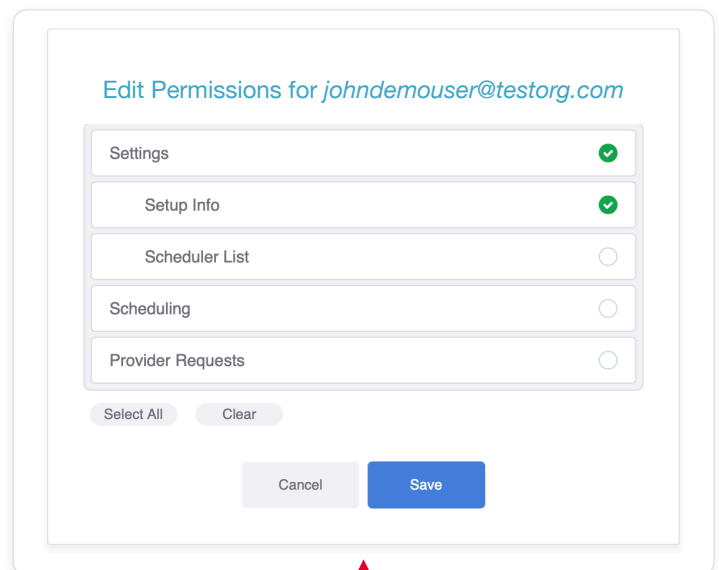 Edit Permissions for johndemouser@testorg.com
Settings
Setup Info
Scheduler List
Scheduling
Provider Requests
Select All Clear
Cancel Save